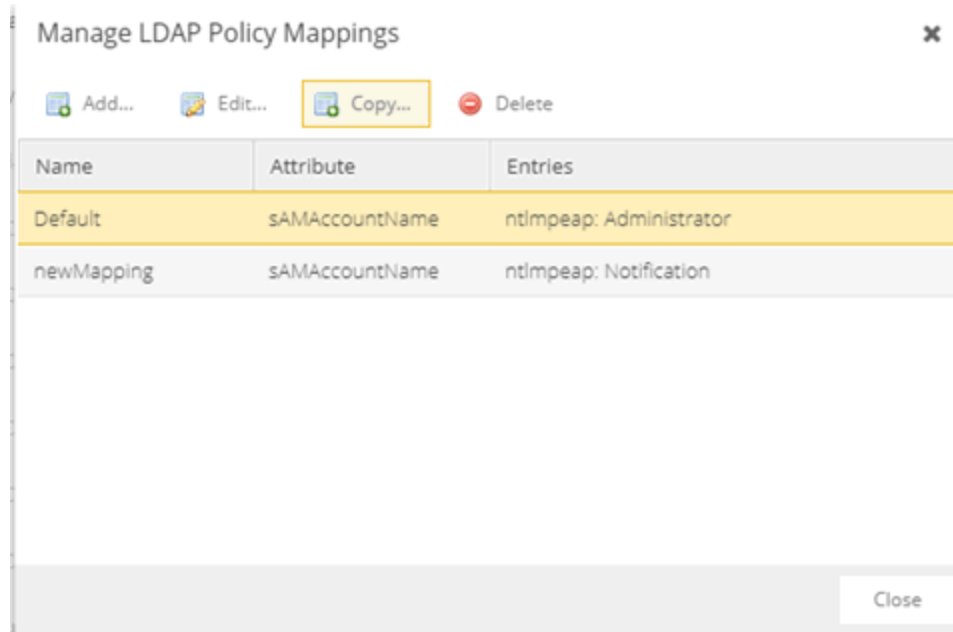 Manage LDAP Policy Mappings
Add... Edit... Copy... Delete
Name Attribute Entries
Default sAMAccountName ntlmpeap: Administrator
newMapping sAMAccountName ntlmpeap: Notification
Close